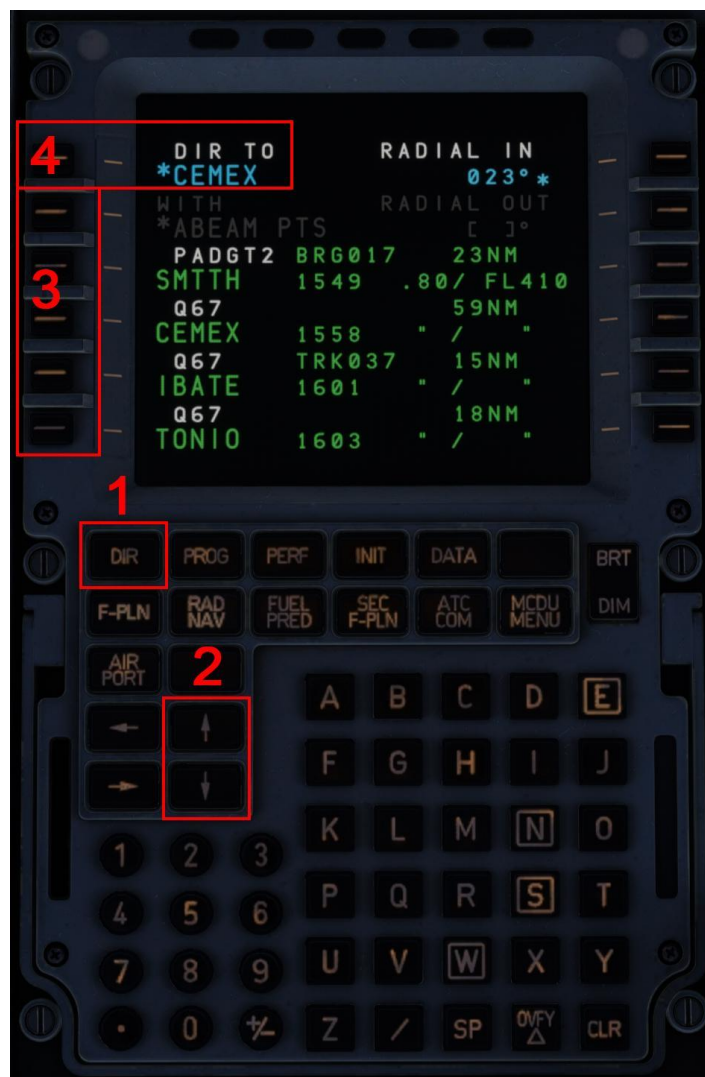 4
DIR TO RADIAL IN
*CEMEX 023°*
WITH RADIAL OUT
*ABEAM PTS [ ]°
3
PADGT2 BRG017 23NM
SMTTH 1549 .80/ FL410
Q67 59NM
CEMEX 1558 " / "
Q67 TRK037 15NM
IBATE 1601 " / "
Q67 18NM
TONIO 1603 " / "
1
DIR PROG PERF INIT DATA BRT
F-PLN RAD NAV FUEL PRED SEC F-PLN ATC COM MCDU MENU DIM
AIR PORT
2
← ↑
→ ↓
A B C D E
F G H I J
K L M N O
P Q R S T
U V W X Y
Z / SP OVFY △ CLR
1 2 3
4 5 6
7 8 9
. 0 +/-